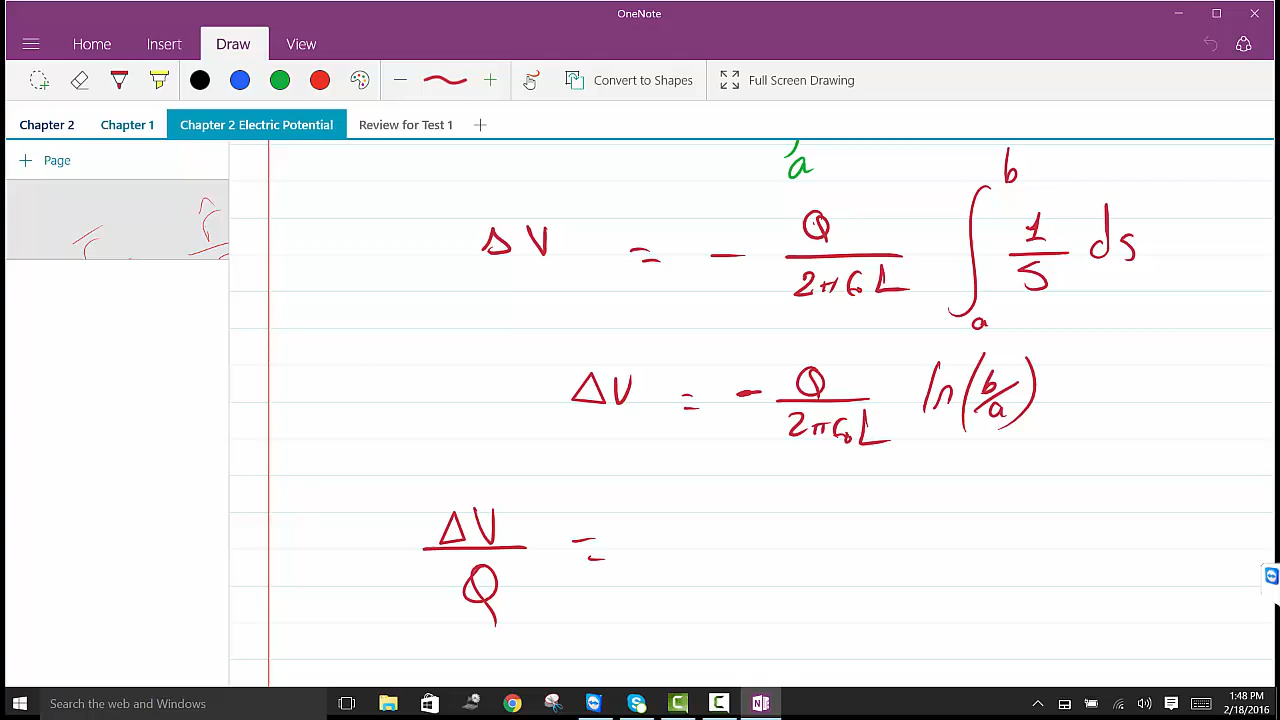 OneNote
Home Insert Draw View
Convert to Shapes Full Screen Drawing
Chapter 2 Chapter 1 Chapter 2 Electric Potential Review for Test 1
Page
a
ΔV = - Q/(2πε₀L) ∫ₐᵇ 1/s ds
ΔV = - Q/(2πε₀L) ln(b/a)
ΔV/Q =
Search the web and Windows
1:48 PM
2/18/2016